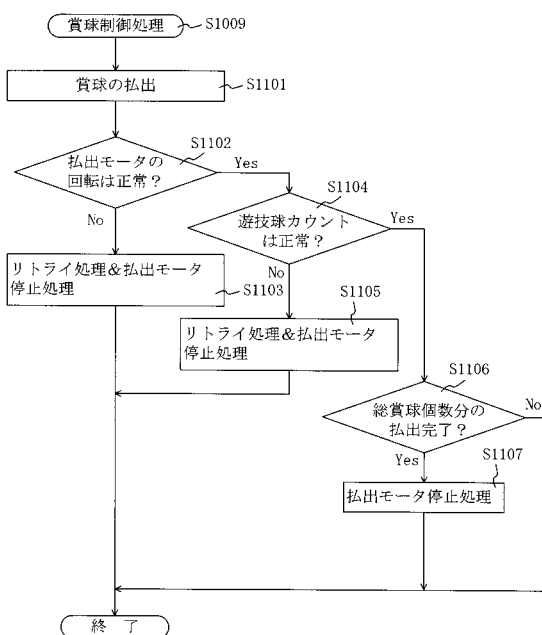 賞球制御処理
S1009
賞球の払出
S1101
S1102
払出モータの
回転は正常?
Yes
No
S1104
遊技球カウント
は正常?
Yes
No
リトライ処理&払出モータ
停止処理
S1103
S1105
リトライ処理&払出モータ
停止処理
S1106
総賞球個数分の
払出完了?
No
Yes
S1107
払出モータ停止処理
終 了